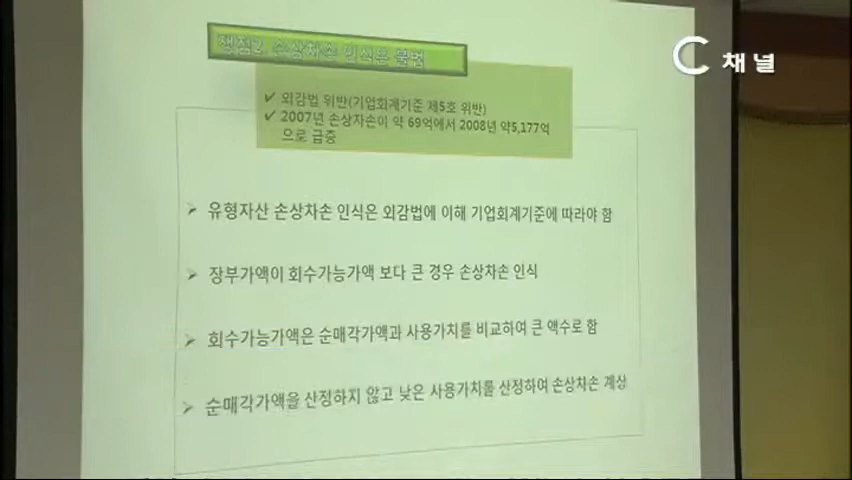 C 채널
쟁점2. 손상차손 인식은 불법
✔ 외감법 위반(기업회계기준 제5호 위반)
✔ 2007년 손상차손이 약 69억에서 2008년 약5,177억
으로 급증
➢ 유형자산 손상차손 인식은 외감법에 이해 기업회계기준에 따라야 함
➢ 장부가액이 회수가능가액 보다 큰 경우 손상차손 인식
➢ 회수가능가액은 순매각가액과 사용가치를 비교하여 큰 액수로 함
➢ 순매각가액을 산정하지 않고 낮은 사용가치를 산정하여 손상차손 계상